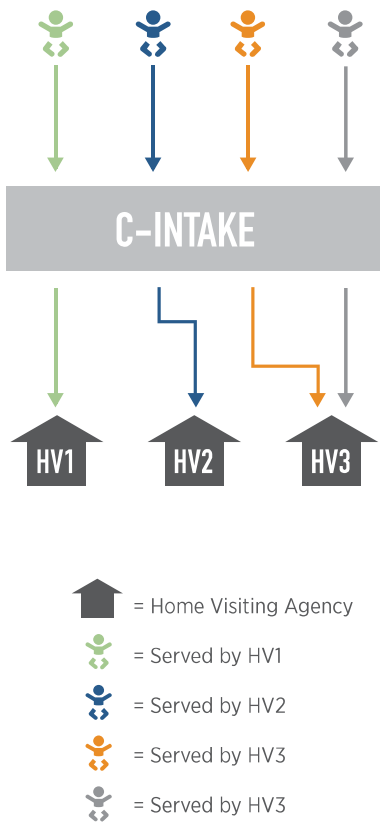 C-INTAKE
HV1 HV2 HV3
= Home Visiting Agency
= Served by HV1
= Served by HV2
= Served by HV3
= Served by HV3